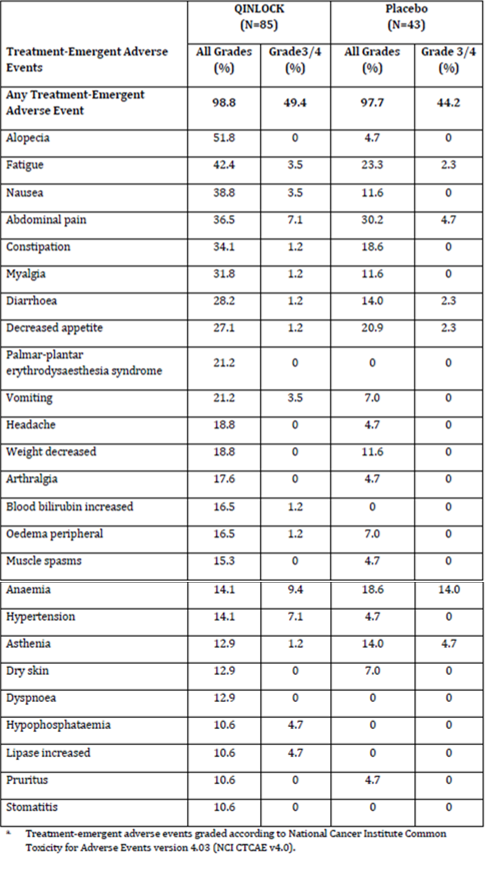 Treatment-Emergent Adverse Events QINLOCK (N=85) Placebo (N=43)
All Grades (%) Grade3/4 (%) All Grades (%) Grade 3/4 (%)
Any Treatment-Emergent Adverse Event 98.8 49.4 97.7 44.2
Alopecia 51.8 0 4.7 0
Fatigue 42.4 3.5 23.3 2.3
Nausea 38.8 3.5 11.6 0
Abdominal pain 36.5 7.1 30.2 4.7
Constipation 34.1 1.2 18.6 0
Myalgia 31.8 1.2 11.6 0
Diarrhoea 28.2 1.2 14.0 2.3
Decreased appetite 27.1 1.2 20.9 2.3
Palmar-plantar erythrodysaesthesia syndrome 21.2 0 0 0
Vomiting 21.2 3.5 7.0 0
Headache 18.8 0 4.7 0
Weight decreased 18.8 0 11.6 0
Arthralgia 17.6 0 4.7 0
Blood bilirubin increased 16.5 1.2 0 0
Oedema peripheral 16.5 1.2 7.0 0
Muscle spasms 15.3 0 4.7 0
Anaemia 14.1 9.4 18.6 14.0
Hypertension 14.1 7.1 4.7 0
Asthenia 12.9 1.2 14.0 4.7
Dry skin 12.9 0 7.0 0
Dyspnoea 12.9 0 0 0
Hypophosphataemia 10.6 4.7 0 0
Lipase increased 10.6 4.7 0 0
Pruritus 10.6 0 4.7 0
Stomatitis 10.6 0 0 0
a. Treatment-emergent adverse events graded according to National Cancer Institute Common
Toxicity for Adverse Events version 4.03 (NCI CTCAE v4.0).